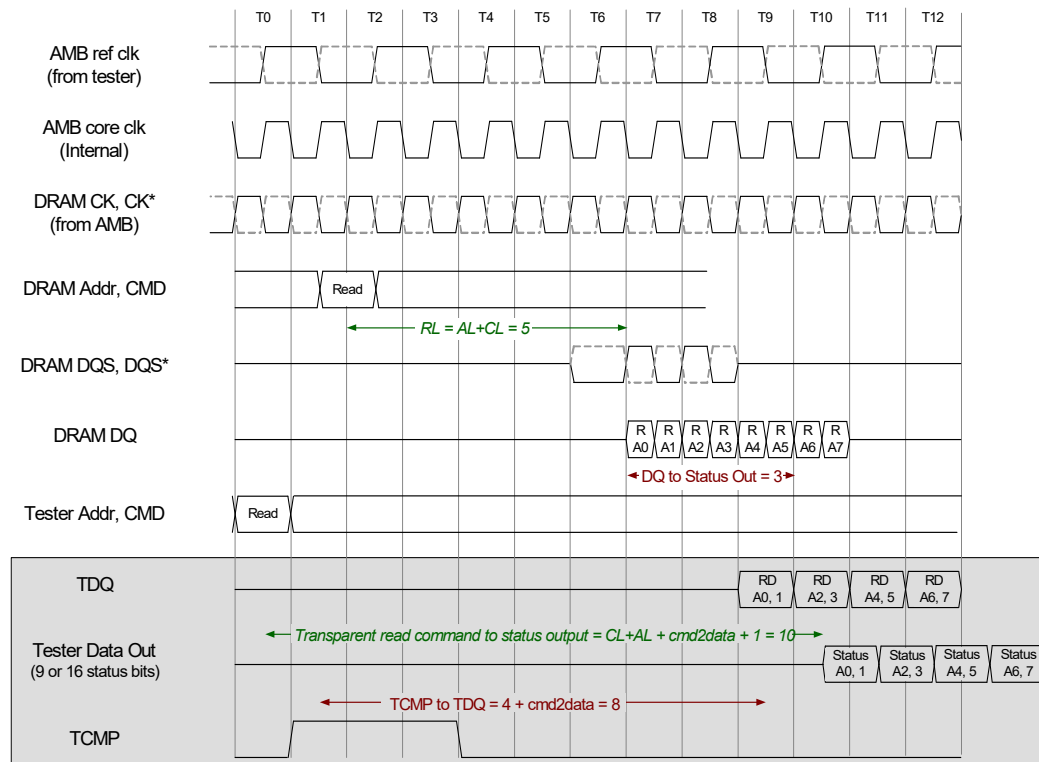 T0 T1 T2 T3 T4 T5 T6 T7 T8 T9 T10 T11 T12
AMB ref clk
(from tester)
AMB core clk
(Internal)
DRAM CK, CK*
(from AMB)
DRAM Addr, CMD
Read
RL = AL+CL = 5
DRAM DQS, DQS*
DRAM DQ
R R R R R R R R
A0 A1 A2 A3 A4 A5 A6 A7
DQ to Status Out = 3
Tester Addr, CMD
Read
TDQ
RD RD RD RD
A0, 1 A2, 3 A4, 5 A6, 7
Transparent read command to status output = CL+AL + cmd2data + 1 = 10
Tester Data Out
(9 or 16 status bits)
Status Status Status Status
A0, 1 A2, 3 A4, 5 A6, 7
TCMP to TDQ = 4 + cmd2data = 8
TCMP